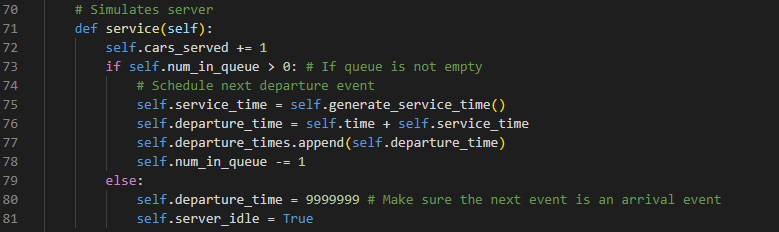 70 # Simulates server
71 def service(self):
72 self.cars_served += 1
73 if self.num_in_queue > 0: # If queue is not empty
74 # Schedule next departure event
75 self.service_time = self.generate_service_time()
76 self.departure_time = self.time + self.service_time
77 self.departure_times.append(self.departure_time)
78 self.num_in_queue -= 1
79 else:
80 self.departure_time = 9999999 # Make sure the next event is an arrival event
81 self.server_idle = True